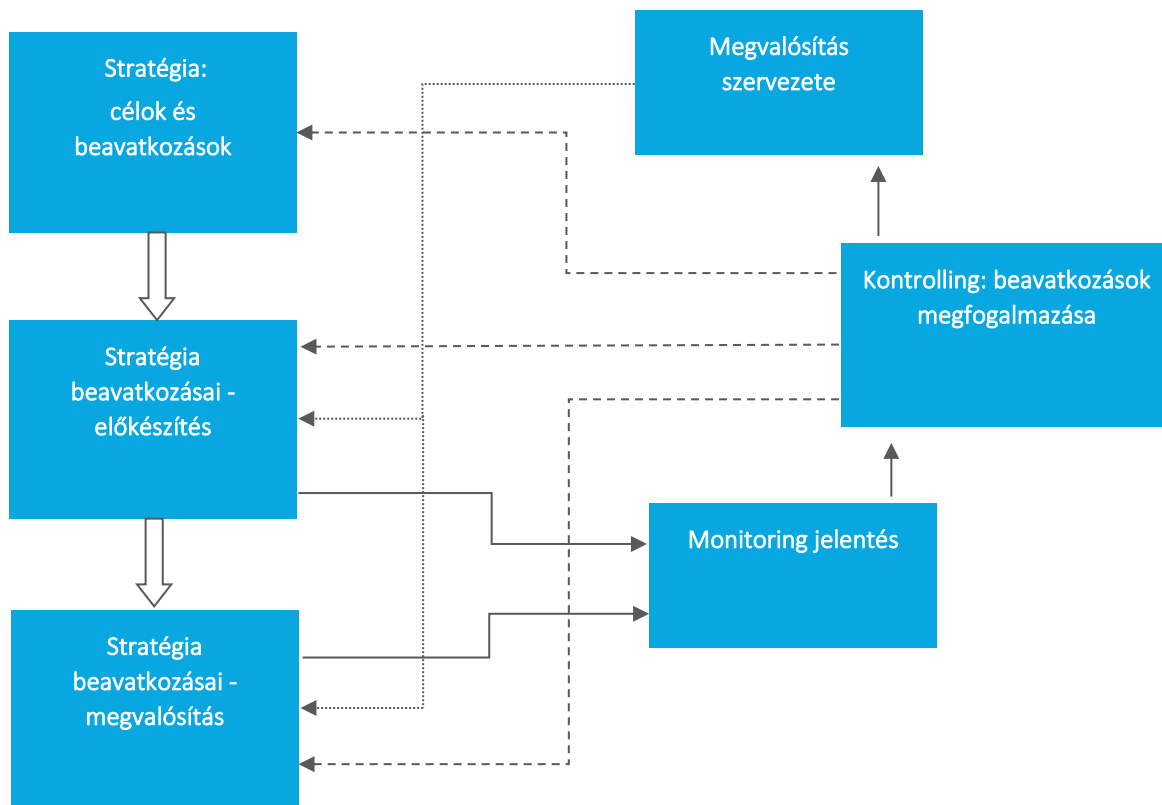 Stratégia:
célok és
beavatkozások
Megvalósítás
szervezete
Kontrolling: beavatkozások
megfogalmazása
Stratégia
beavatkozásai -
előkészítés
Monitoring jelentés
Stratégia
beavatkozásai -
megvalósítás